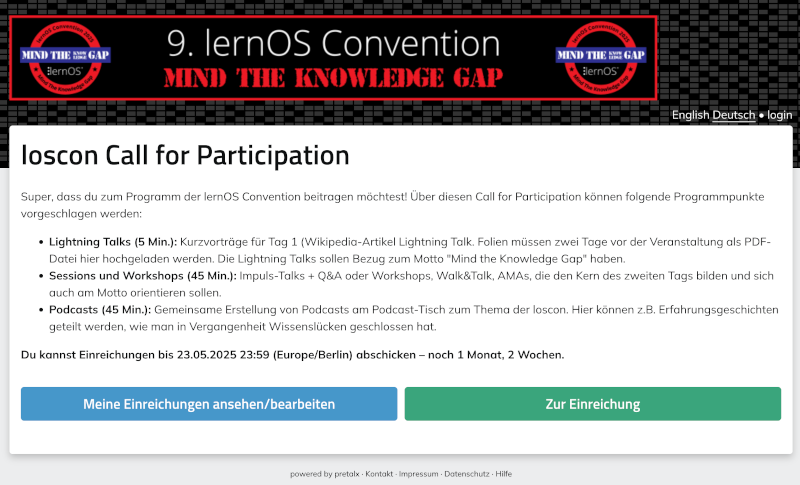 lernOS Convention 2025
MIND THE KNOWLEDGE GAP
lernOS
9. lernOS Convention
MIND THE KNOWLEDGE GAP
MIND THE KNOWLEDGE GAP
lernOS
English Deutsch • login
loscon Call for Participation
Super, dass du zum Programm der lernOS Convention beitragen möchtest! Über diesen Call for Participation können folgende Programmpunkte
vorgeschlagen werden:
• Lightning Talks (5 Min.): Kurzvorträge für Tag 1 (Wikipedia-Artikel Lightning Talk. Folien müssen zwei Tage vor der Veranstaltung als PDF-
Datei hier hochgeladen werden. Die Lightning Talks sollen Bezug zum Motto "Mind the Knowledge Gap" haben.
• Sessions und Workshops (45 Min.): Impuls-Talks + Q&A oder Workshops, Walk&Talk, AMAs, die den Kern des zweiten Tags bilden und sich
auch am Motto orientieren sollen.
• Podcasts (45 Min.): Gemeinsame Erstellung von Podcasts am Podcast-Tisch zum Thema der loscon. Hier können z.B. Erfahrungsgeschichten
geteilt werden, wie man in Vergangenheit Wissenslücken geschlossen hat.
Du kannst Einreichungen bis 23.05.2025 23:59 (Europe/Berlin) abschicken – noch 1 Monat, 2 Wochen.
Meine Einreichungen ansehen/bearbeiten
Zur Einreichung
powered by pretalx · Kontakt · Impressum · Datenschutz · Hilfe